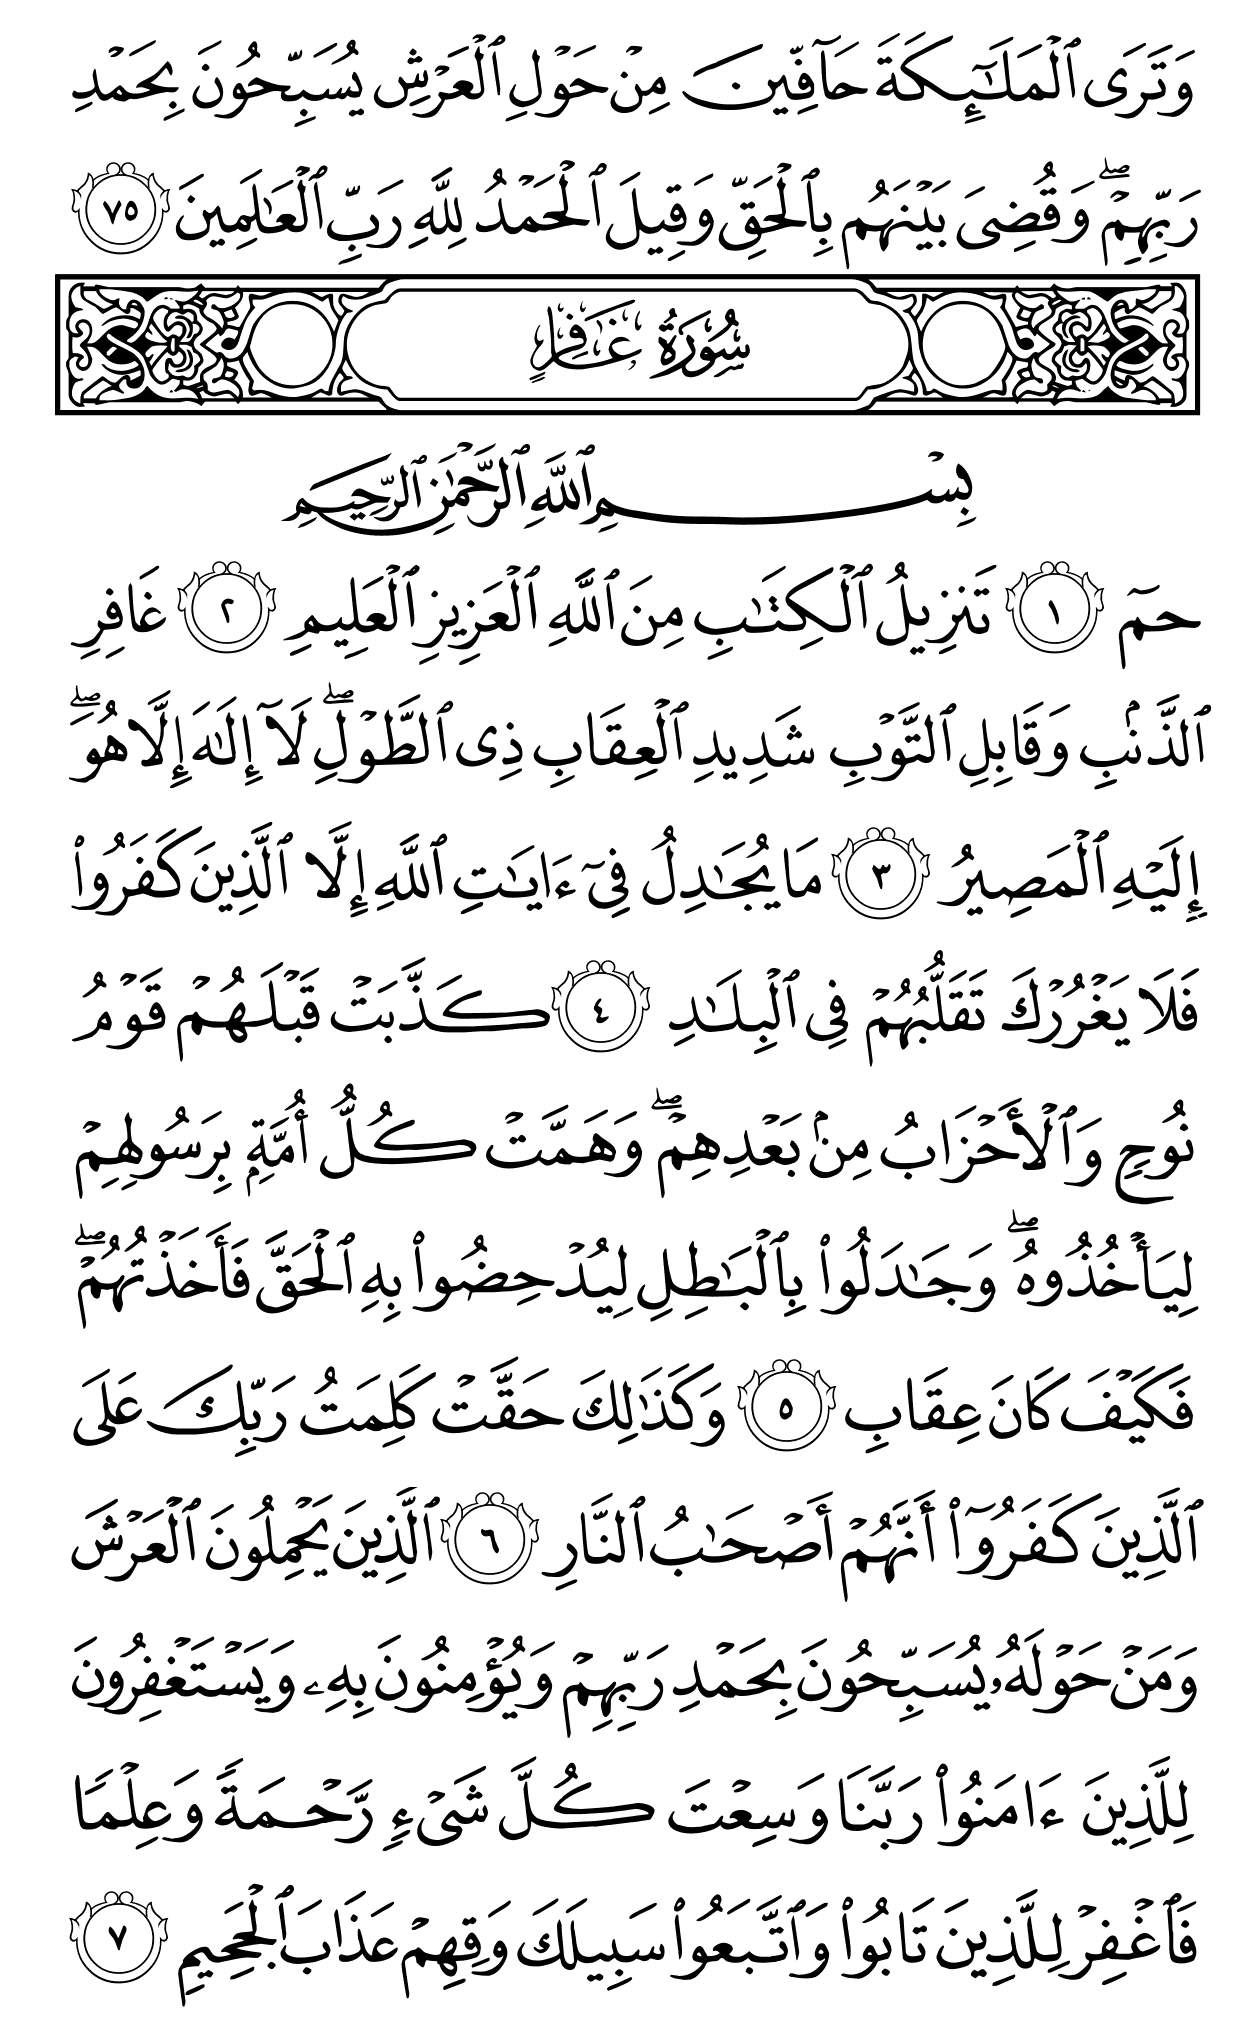 وَتَرَى ٱلْمَلَـٰٓئِكَةَ حَآفِّينَ مِنْ حَوْلِ ٱلْعَرْشِ يُسَبِّحُونَ بِحَمْدِ
رَبِّهِمْ ۖ وَقُضِىَ بَيْنَهُم بِٱلْحَقِّ وَقِيلَ ٱلْحَمْدُ لِلَّهِ رَبِّ ٱلْعَـٰلَمِينَ ٧٥
سُورَةُ غَافِرٍ
بِسْمِ ٱللَّهِ ٱلرَّحْمَـٰنِ ٱلرَّحِيمِ
حمٓ ١ تَنزِيلُ ٱلْكِتَـٰبِ مِنَ ٱللَّهِ ٱلْعَزِيزِ ٱلْعَلِيمِ ٢ غَافِرِ
ٱلذَّنۢبِ وَقَابِلِ ٱلتَّوْبِ شَدِيدِ ٱلْعِقَابِ ذِى ٱلطَّوْلِ ۖ لَآ إِلَـٰهَ إِلَّا هُوَ ۖ
إِلَيْهِ ٱلْمَصِيرُ ٣ مَا يُجَـٰدِلُ فِىٓ ءَايَـٰتِ ٱللَّهِ إِلَّا ٱلَّذِينَ كَفَرُوا۟
فَلَا يَغْرُرْكَ تَقَلُّبُهُمْ فِى ٱلْبِلَـٰدِ ٤ كَذَّبَتْ قَبْلَهُمْ قَوْمُ
نُوحٍ وَٱلْأَحْزَابُ مِنۢ بَعْدِهِمْ ۖ وَهَمَّتْ كُلُّ أُمَّةٍۭ بِرَسُولِهِمْ
لِيَأْخُذُوهُ ۖ وَجَـٰدَلُوا۟ بِٱلْبَـٰطِلِ لِيُدْحِضُوا۟ بِهِ ٱلْحَقَّ فَأَخَذْتُهُمْ ۖ
فَكَيْفَ كَانَ عِقَابِ ٥ وَكَذَٰلِكَ حَقَّتْ كَلِمَتُ رَبِّكَ عَلَى
ٱلَّذِينَ كَفَرُوٓا۟ أَنَّهُمْ أَصْحَـٰبُ ٱلنَّارِ ٦ ٱلَّذِينَ يَحْمِلُونَ ٱلْعَرْشَ
وَمَنْ حَوْلَهُۥ يُسَبِّحُونَ بِحَمْدِ رَبِّهِمْ وَيُؤْمِنُونَ بِهِۦ وَيَسْتَغْفِرُونَ
لِلَّذِينَ ءَامَنُوا۟ رَبَّنَا وَسِعْتَ كُلَّ شَىْءٍ رَّحْمَةً وَعِلْمًا
فَٱغْفِرْ لِلَّذِينَ تَابُوا۟ وَٱتَّبَعُوا۟ سَبِيلَكَ وَقِهِمْ عَذَابَ ٱلْجَحِيمِ ٧